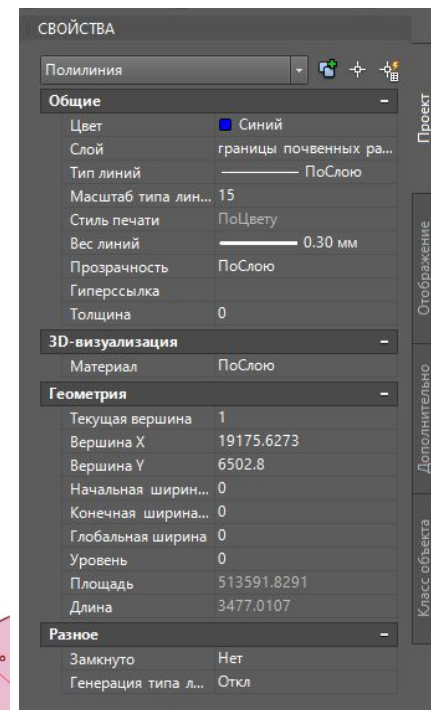 СВОЙСТВА
Полилиния
Общие
Цвет Синий
Слой границы почвенных ра...
Тип линий ПоСлою
Масштаб типа лин... 15
Стиль печати ПоЦвету
Вес линий 0.30 мм
Прозрачность ПоСлою
Гиперссылка
Толщина 0
3D-визуализация
Материал ПоСлою
Геометрия
Текущая вершина 1
Вершина X 19175.6273
Вершина Y 6502.8
Начальная ширин... 0
Конечная ширина... 0
Глобальная ширина 0
Уровень 0
Площадь 513591.8291
Длина 3477.0107
Разное
Замкнуто Нет
Генерация типа л... Откл
Проект
Отображение
Дополнительно
Класс объекта